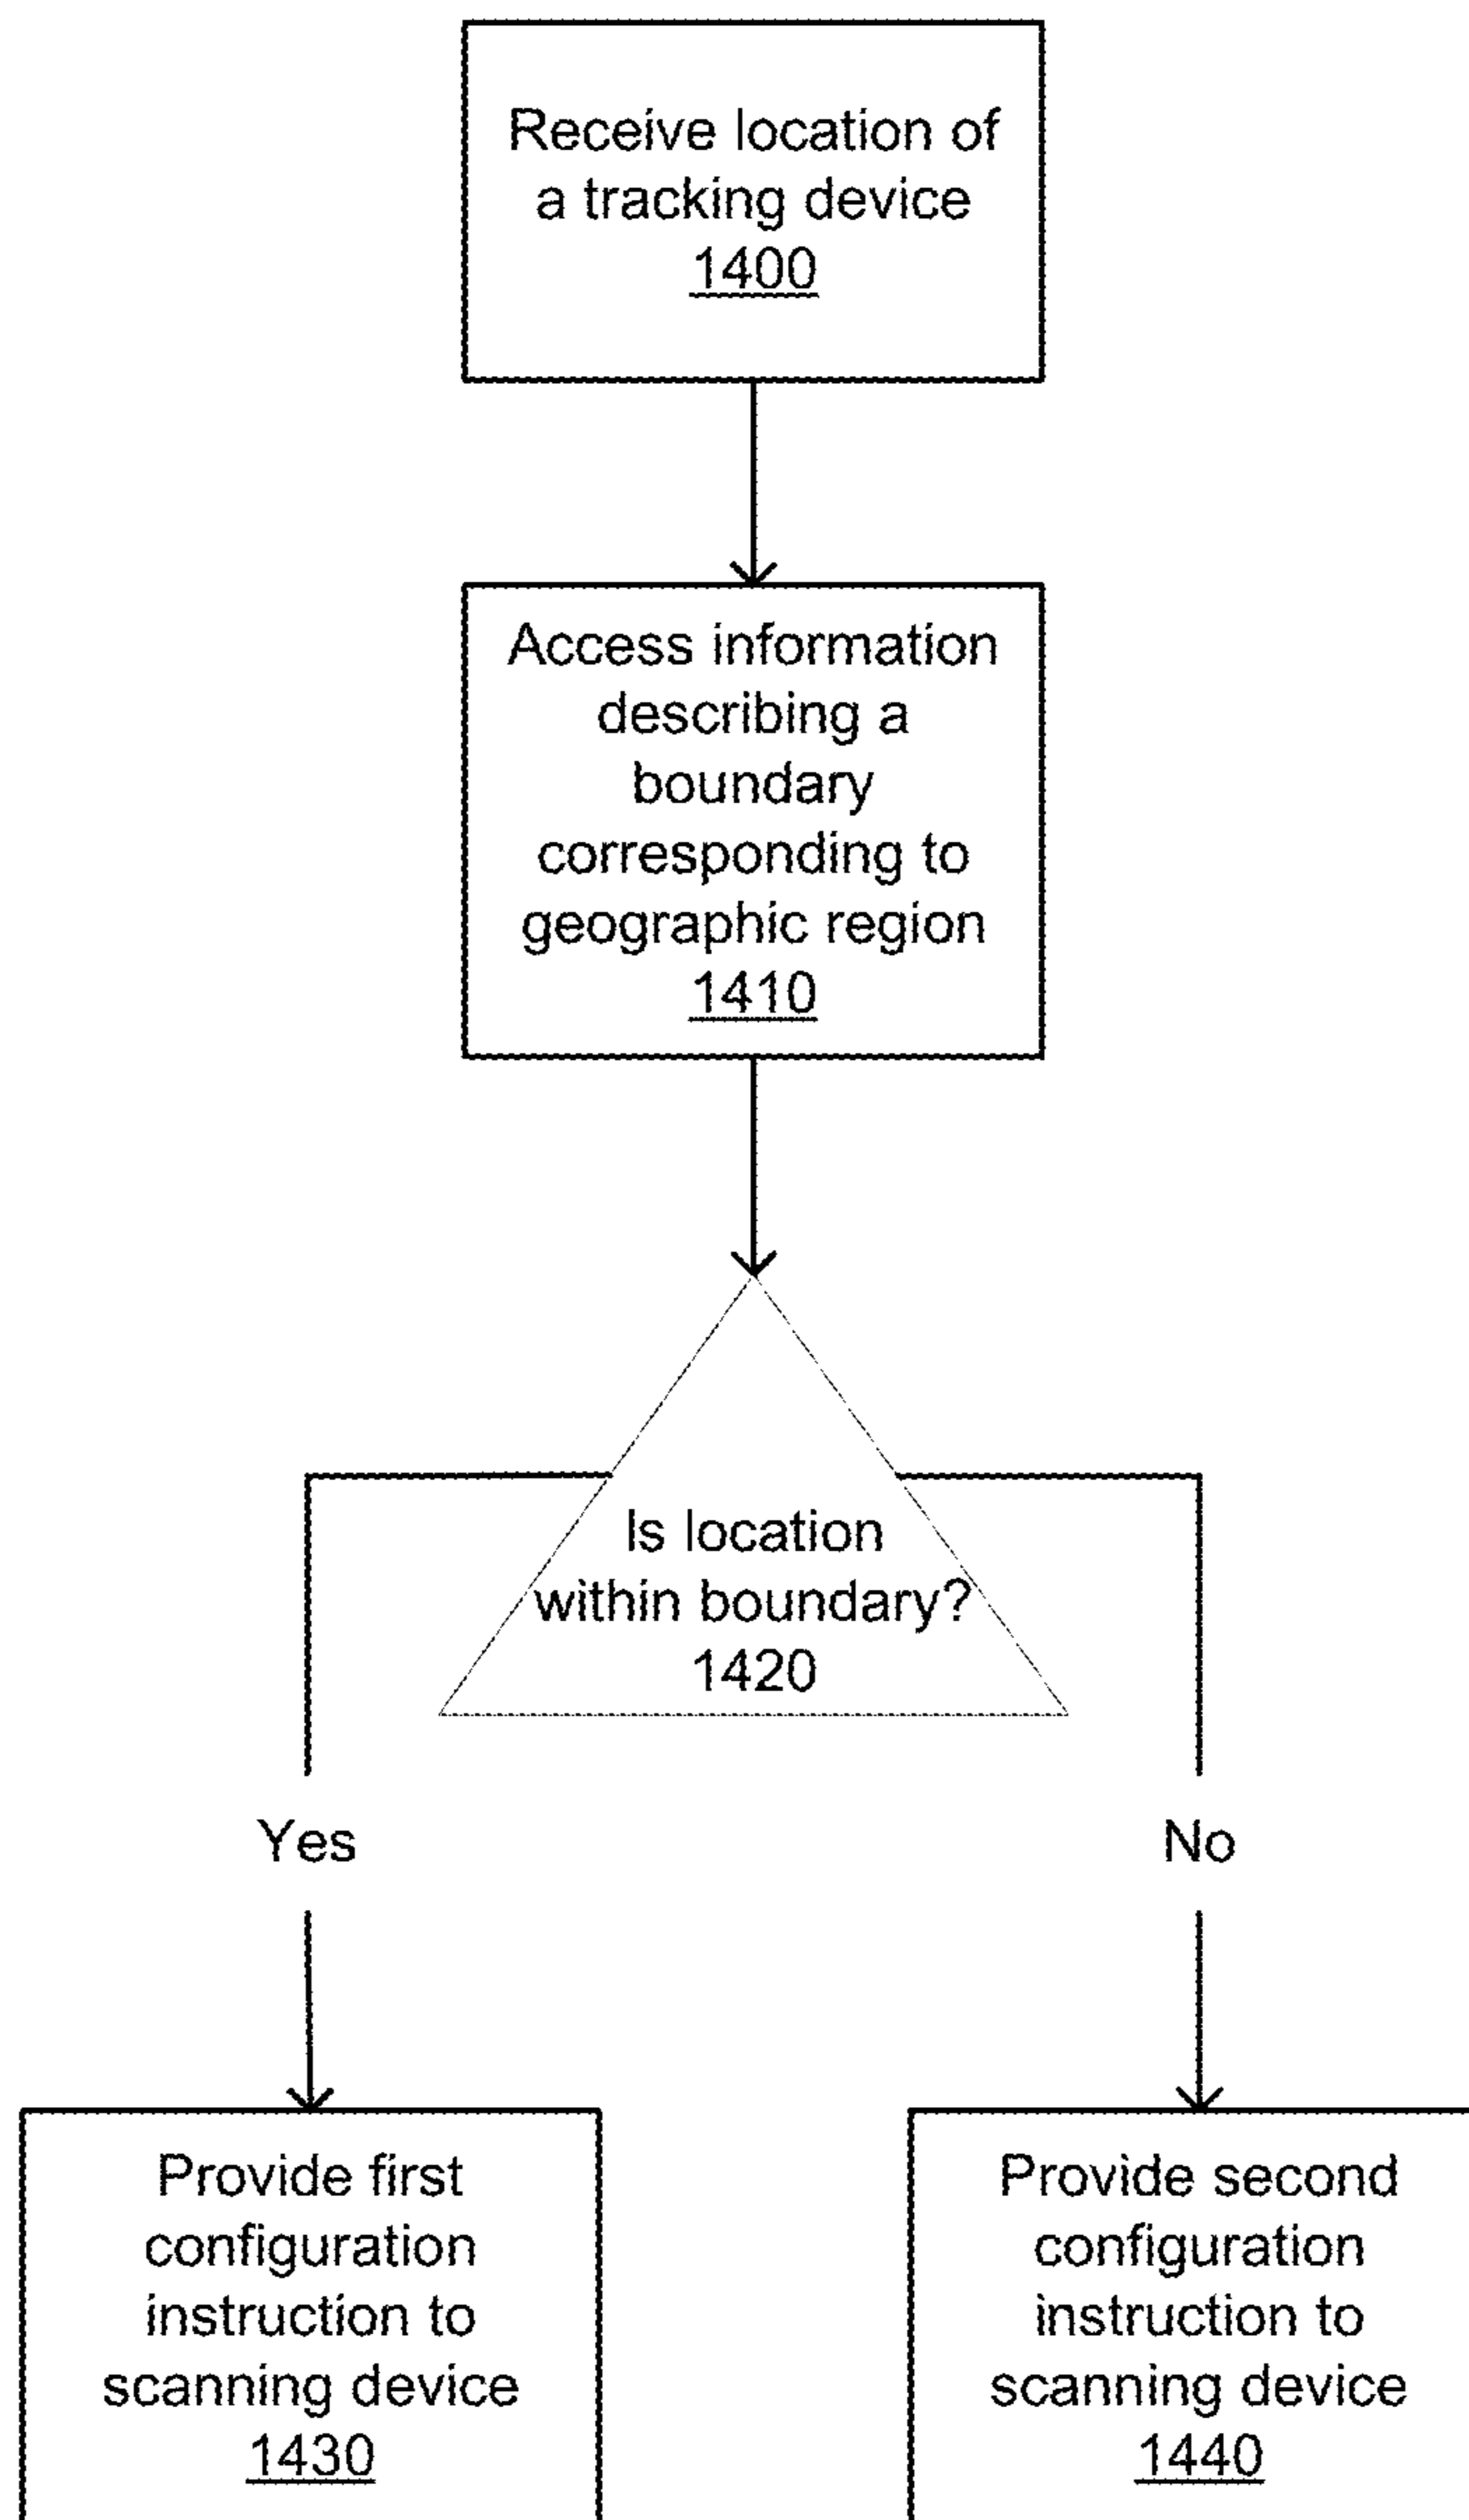 Receive location of
a tracking device
1400
Access information
describing a
boundary
corresponding to
geographic region
1410
Is location
within boundary?
1420
Yes
No
Provide first
configuration
instruction to
scanning device
1430
Provide second
configuration
instruction to
scanning device
1440